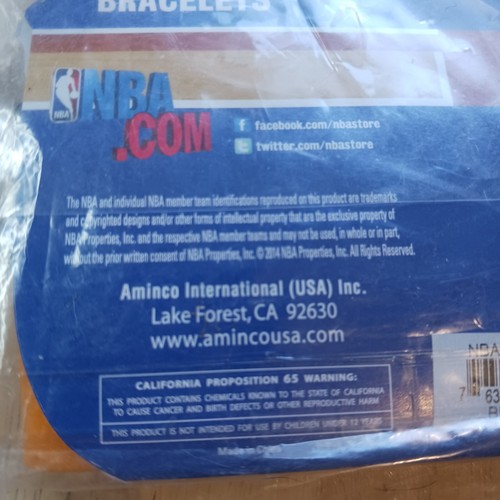 BRACELETS
NBA
NBA
.COM
facebook.com/nbastore
twitter.com/nbastore
The NBA and individual NBA member team identifications reproduced on this product are trademarks
and copyrighted designs and/or other forms of intellectual property that are the exclusive property of
NBA Properties, Inc. and the respective NBA member teams and may not be used, in whole or in part,
without the prior written consent of NBA Properties, Inc. © 2014 NBA Properties, Inc. All Rights Reserved.
Aminco International (USA) Inc.
Lake Forest, CA 92630
www.amincousa.com
CALIFORNIA PROPOSITION 65 WARNING:
THIS PRODUCT CONTAINS CHEMICALS KNOWN TO THE STATE OF CALIFORNIA
TO CAUSE CANCER AND BIRTH DEFECTS OR OTHER REPRODUCTIVE HARM
THIS PRODUCT IS NOT INTENDED FOR USE BY CHILDREN UNDER 12 YEARS
Made in China
NBA
7 63